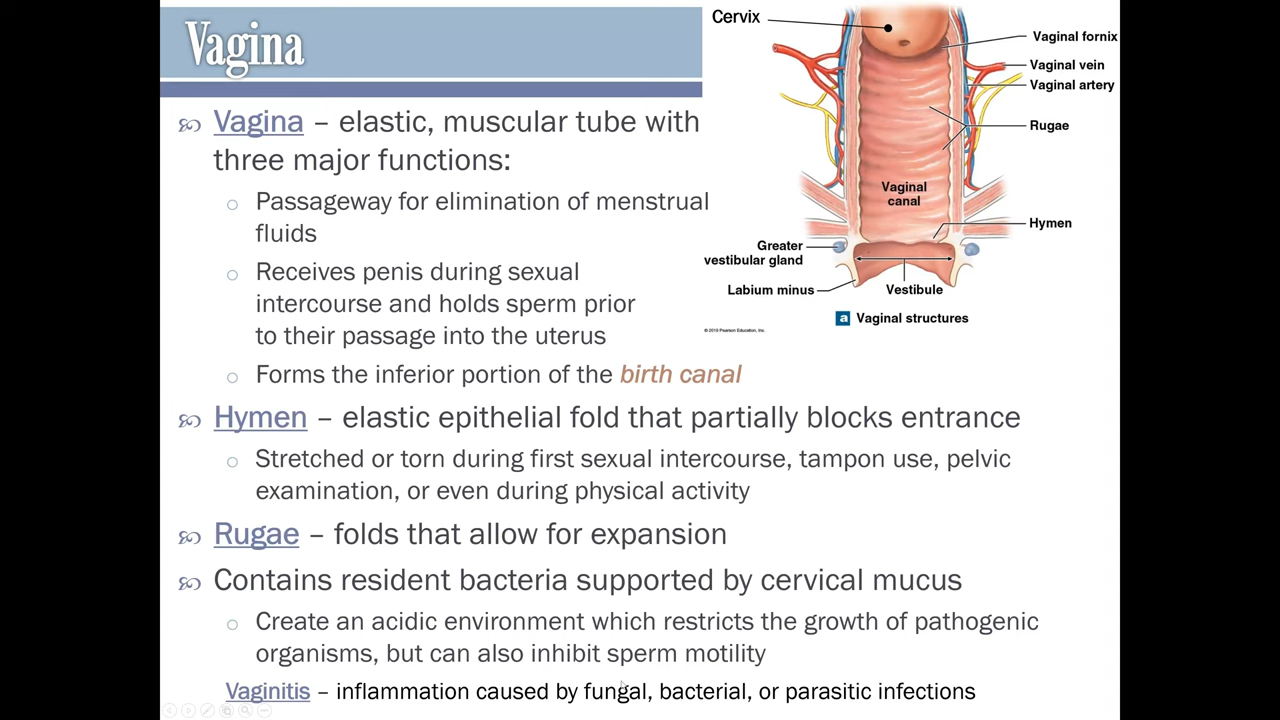 Vagina
Vagina – elastic, muscular tube with
three major functions:
Passageway for elimination of menstrual
fluids
Receives penis during sexual
intercourse and holds sperm prior
to their passage into the uterus
Forms the inferior portion of the birth canal
Hymen – elastic epithelial fold that partially blocks entrance
Stretched or torn during first sexual intercourse, tampon use, pelvic
examination, or even during physical activity
Rugae – folds that allow for expansion
Contains resident bacteria supported by cervical mucus
Create an acidic environment which restricts the growth of pathogenic
organisms, but can also inhibit sperm motility
Vaginitis – inflammation caused by fungal, bacterial, or parasitic infections
Cervix
Vaginal fornix
Vaginal vein
Vaginal artery
Rugae
Vaginal
canal
Hymen
Greater
vestibular gland
Labium minus
Vestibule
a Vaginal structures
© 2018 Pearson Education, Inc.